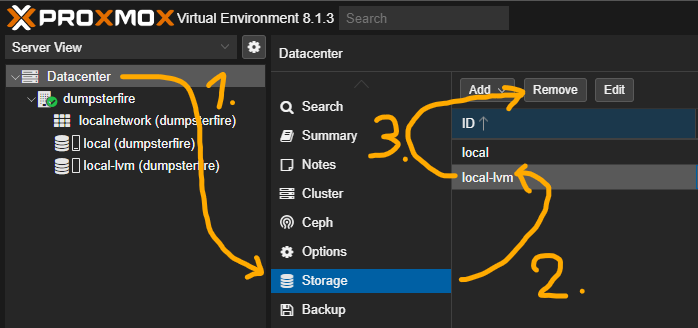 PROXMOX Virtual Environment 8.1.3 Search
Server View
Datacenter
dumpsterfire
localnetwork (dumpsterfire)
local (dumpsterfire)
local-lvm (dumpsterfire)
1.
Datacenter
Search
Summary
Notes
Cluster
Ceph
Options
Storage
Backup
3.
Add Remove Edit
ID
local
local-lvm
2.